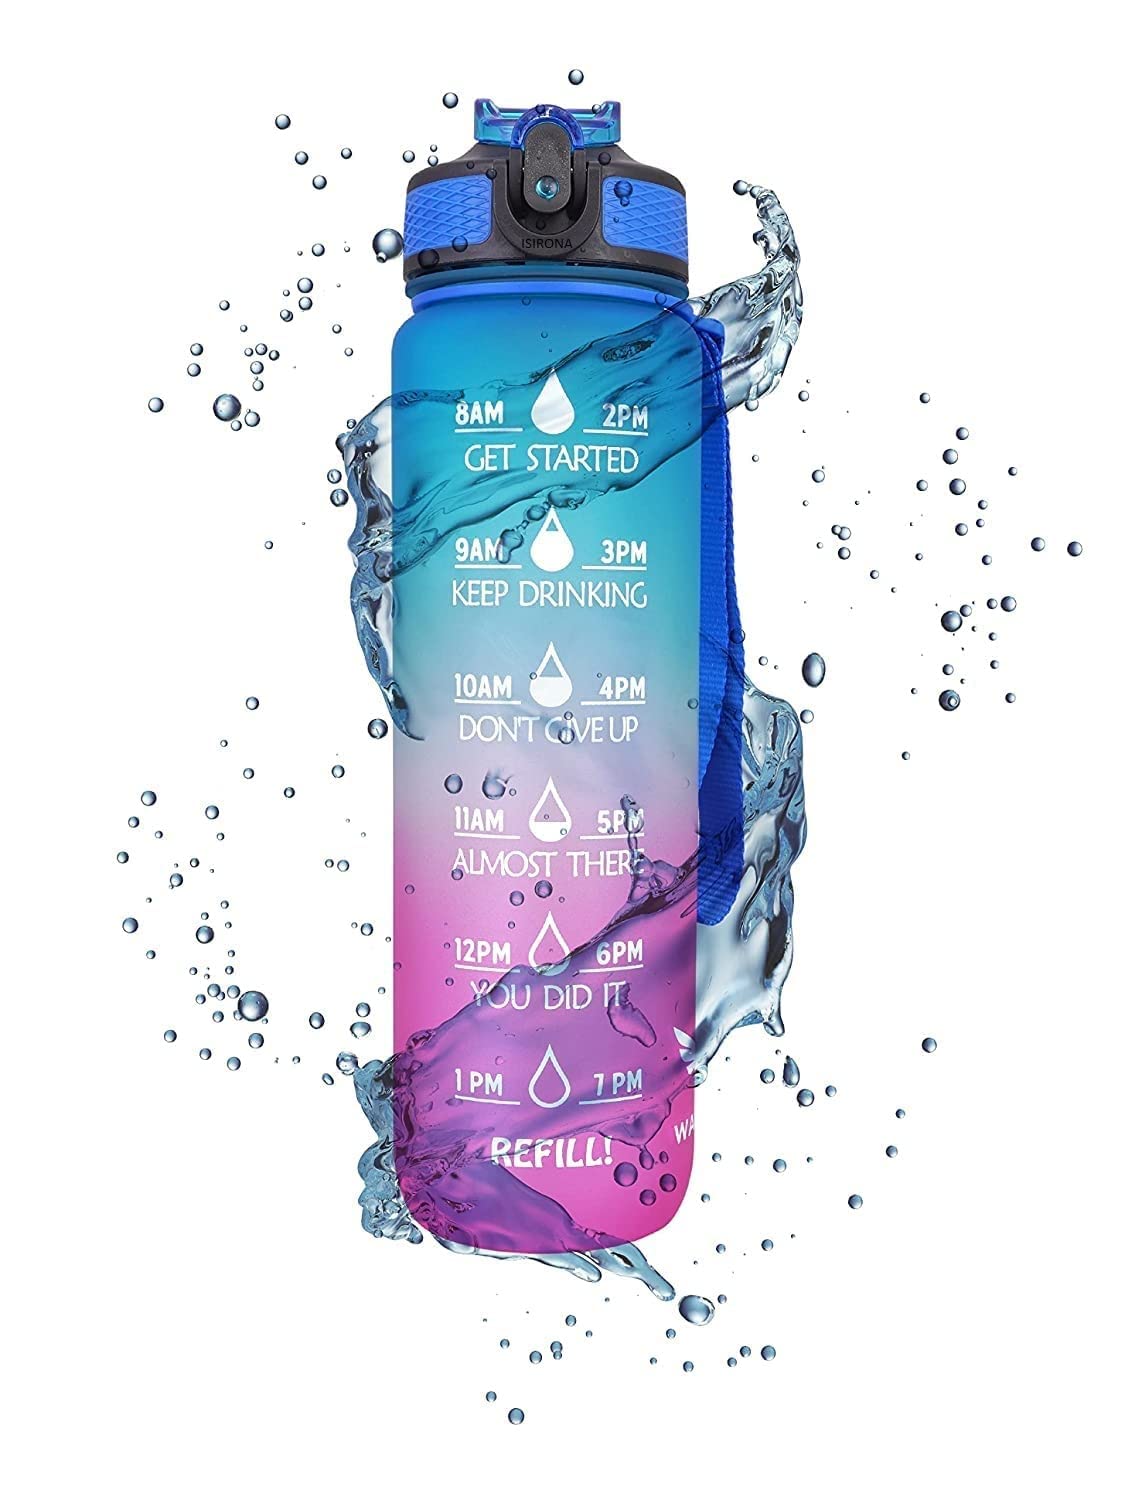 ISIRONA
8AM 2PM
GET STARTED
9AM 3PM
KEEP DRINKING
10AM 4PM
DON'T GIVE UP
11AM 5PM
ALMOST THERE
12PM 6PM
YOU DID IT
1 PM 7 PM
REFILL!
WA